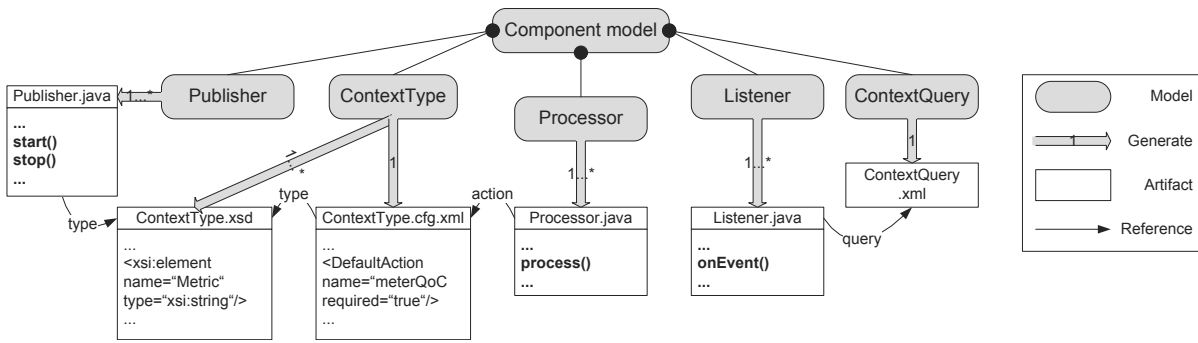 Component model
Publisher
ContextType
Processor
Listener
ContextQuery
Publisher.java
...
start()
stop()
...
1...*
1...*
1
1...*
1...*
1
type
type
action
query
ContextType.xsd
...
<xsi:element
name=“Metric“
type=“xsi:string“/>
...
ContextType.cfg.xml
...
<DefaultAction
name=“meterQoC
required=“true“/>
...
Processor.java
...
process()
...
Listener.java
...
onEvent()
...
ContextQuery
.xml
Model
1
Generate
Artifact
Reference